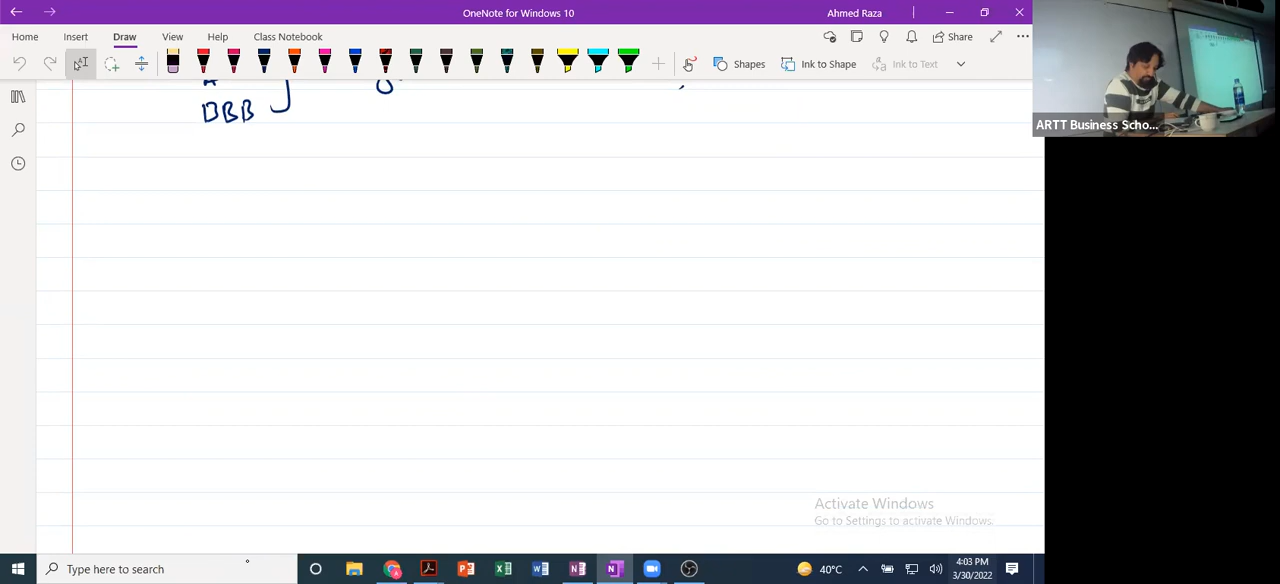 OneNote for Windows 10
Ahmed Raza
Home Insert Draw View Help Class Notebook
Share
Shapes Ink to Shape Ink to Text
BBB
ARTT Business Scho...
Activate Windows
Go to Settings to activate Windows.
Type here to search
40°C
4:03 PM
3/30/2022